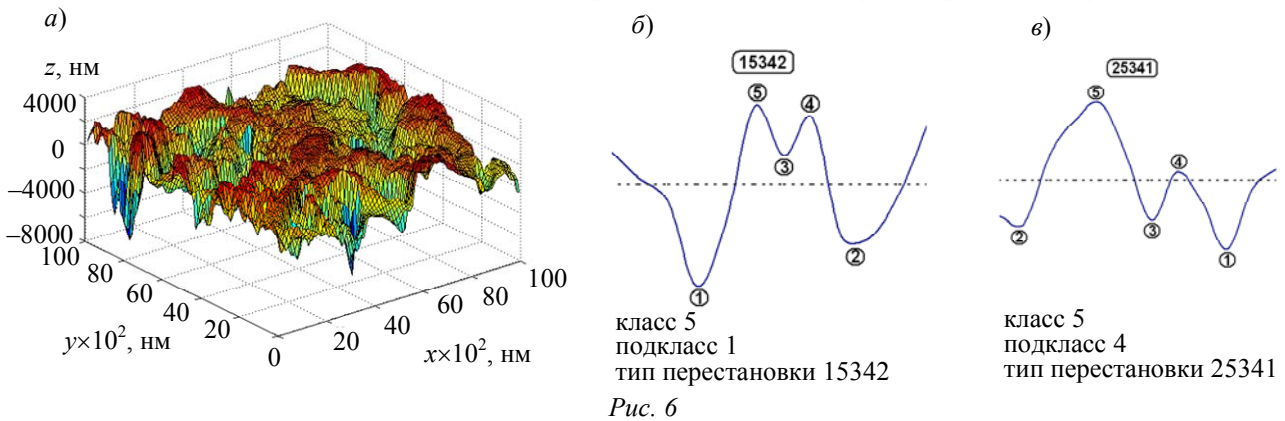 а)
z, нм
4000
0
–4000
–8000
100
80
60
40
20
0
y×10², нм
20
40
60
80
100
x×10², нм
б)
15342
5
4
3
2
1
класс 5
подкласс 1
тип перестановки 15342
в)
25341
5
4
2
3
1
класс 5
подкласс 4
тип перестановки 25341
Рис. 6